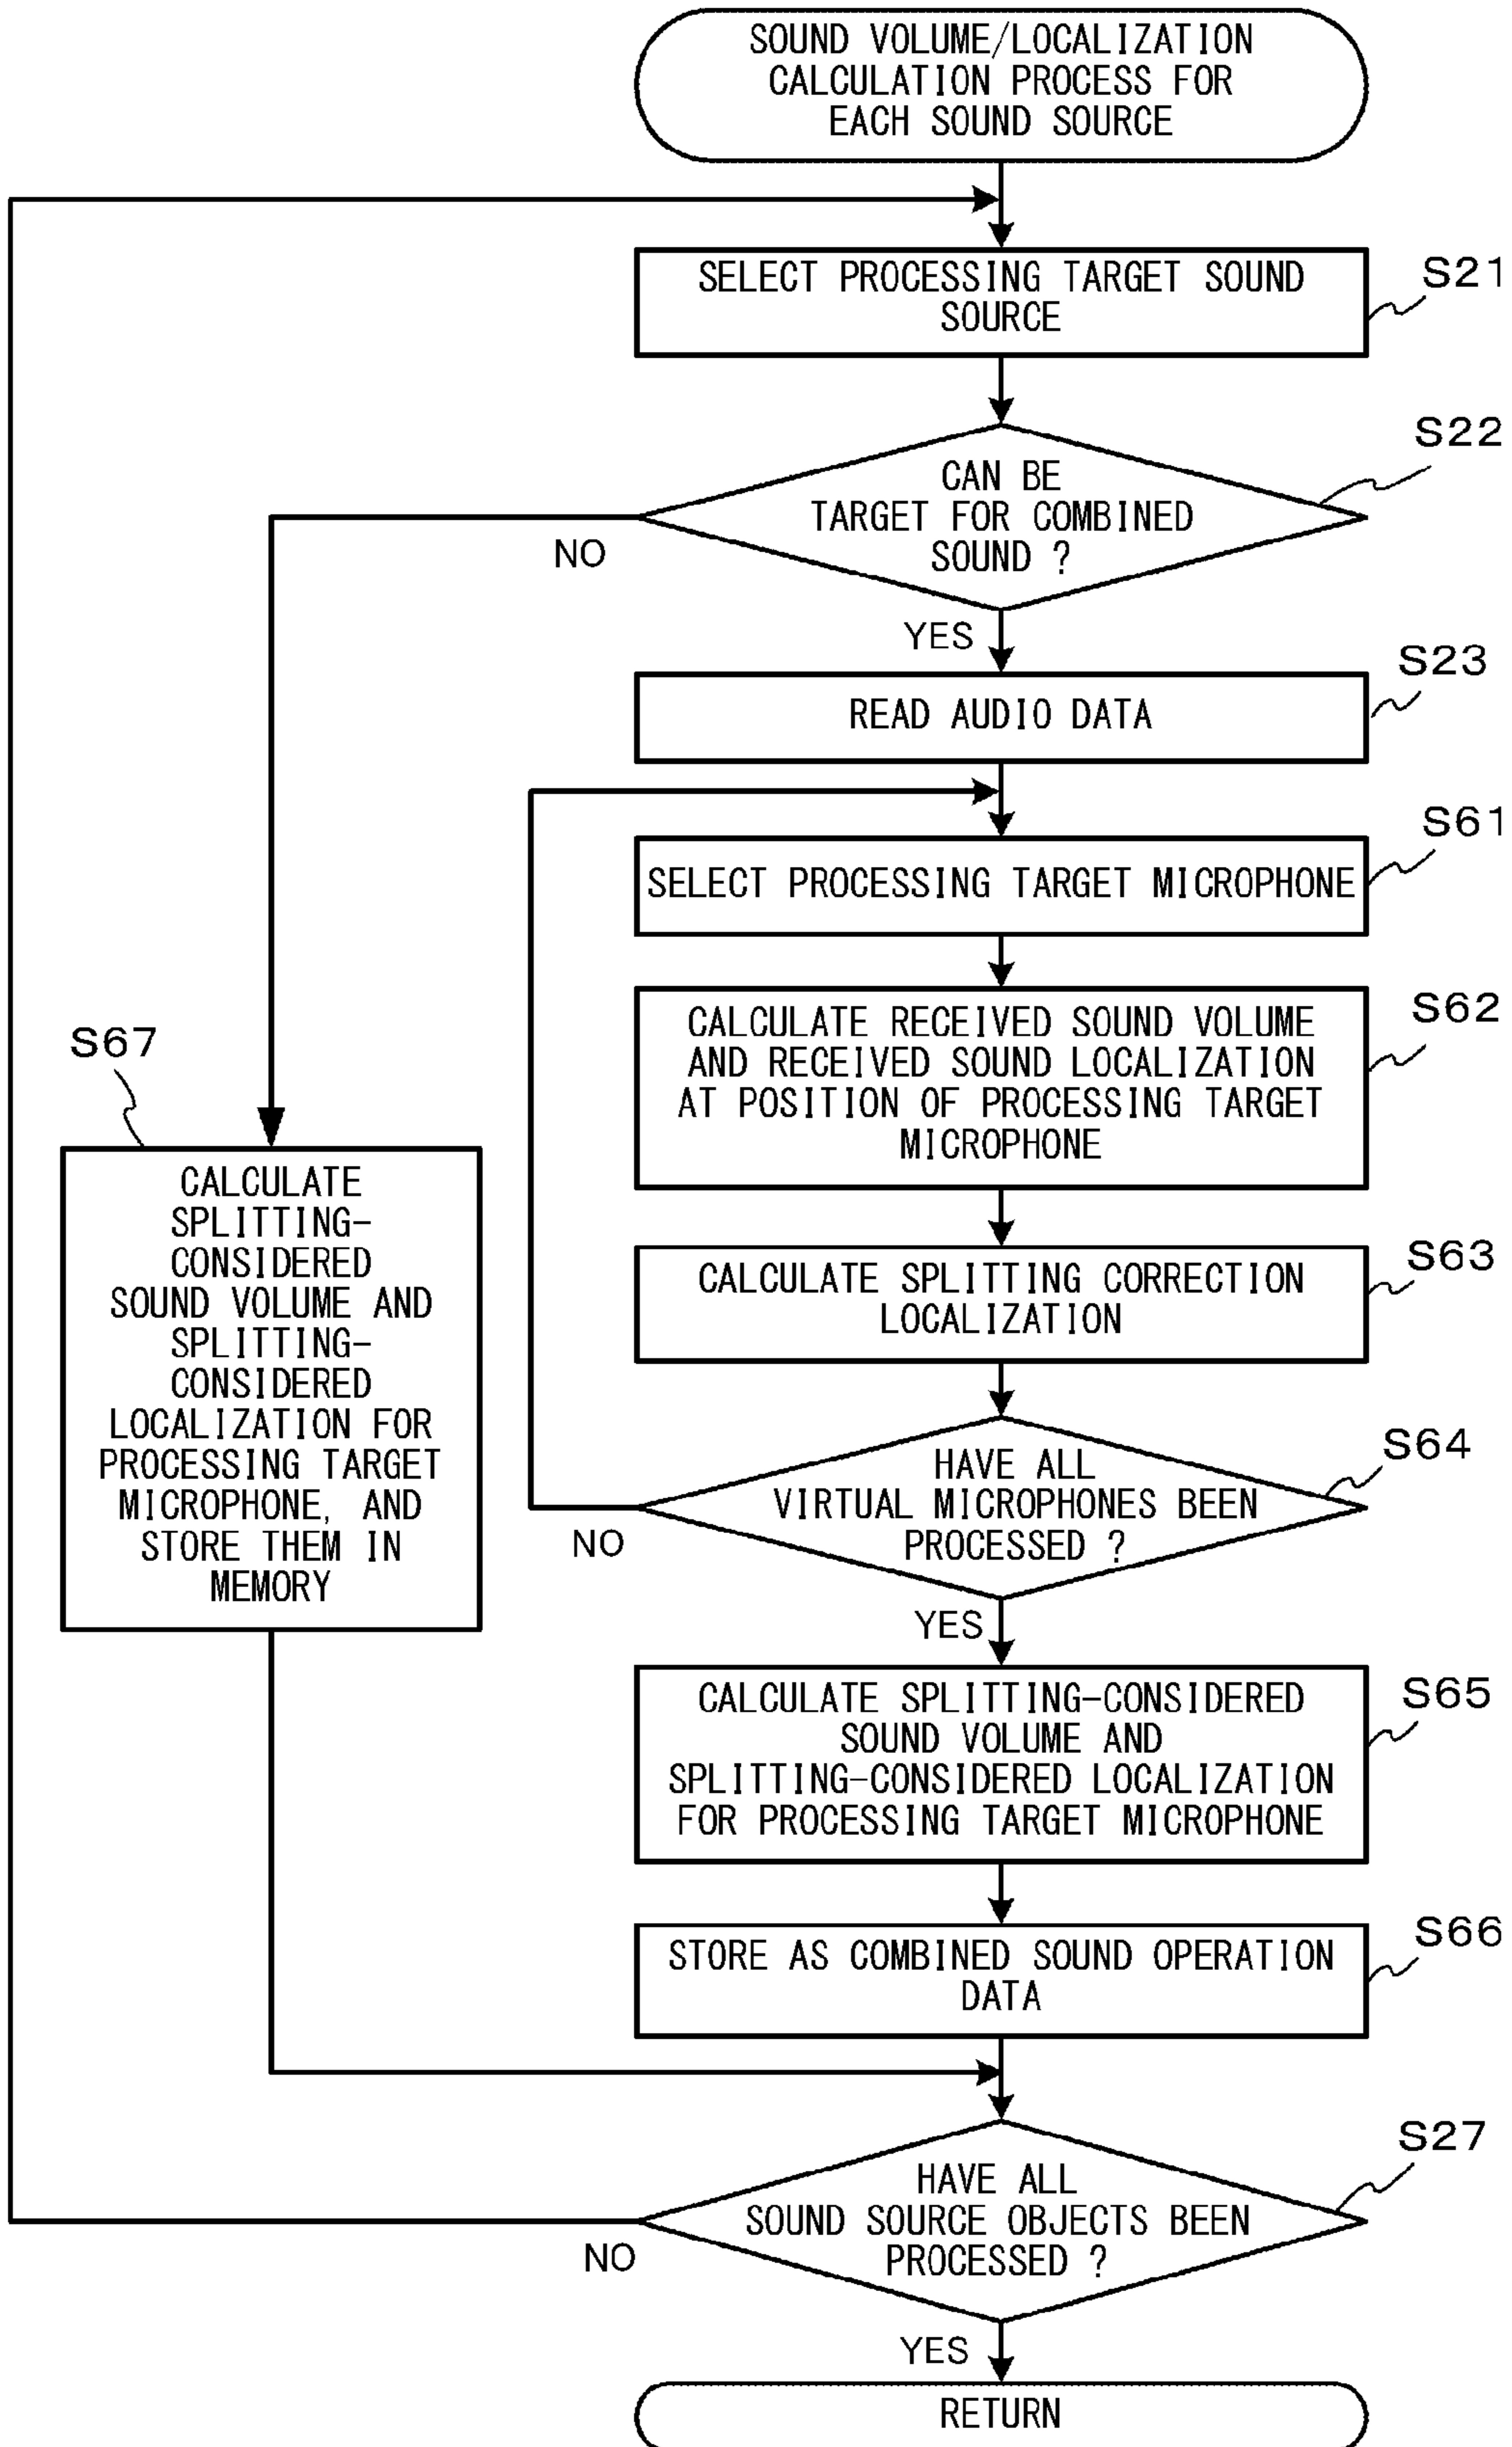 SOUND VOLUME/LOCALIZATION
CALCULATION PROCESS FOR
EACH SOUND SOURCE
SELECT PROCESSING TARGET SOUND
SOURCE
S21
CAN BE
TARGET FOR COMBINED
SOUND ?
S22
NO
YES
READ AUDIO DATA
S23
SELECT PROCESSING TARGET MICROPHONE
S61
CALCULATE RECEIVED SOUND VOLUME
AND RECEIVED SOUND LOCALIZATION
AT POSITION OF PROCESSING TARGET
MICROPHONE
S62
S67
CALCULATE
SPLITTING-
CONSIDERED
SOUND VOLUME AND
SPLITTING-
CONSIDERED
LOCALIZATION FOR
PROCESSING TARGET
MICROPHONE, AND
STORE THEM IN
MEMORY
CALCULATE SPLITTING CORRECTION
LOCALIZATION
S63
HAVE ALL
VIRTUAL MICROPHONES BEEN
PROCESSED ?
S64
NO
YES
CALCULATE SPLITTING-CONSIDERED
SOUND VOLUME AND
SPLITTING-CONSIDERED LOCALIZATION
FOR PROCESSING TARGET MICROPHONE
S65
STORE AS COMBINED SOUND OPERATION
DATA
S66
HAVE ALL
SOUND SOURCE OBJECTS BEEN
PROCESSED ?
S27
NO
YES
RETURN